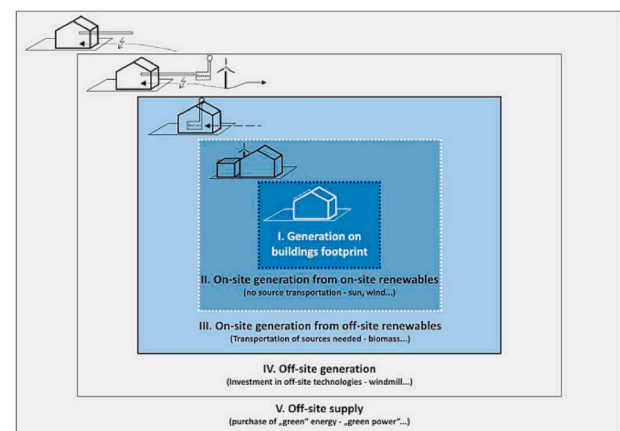 I. Generation on
buildings footprint
II. On-site generation from on-site renewables
(no source transportation - sun, wind...)
III. On-site generation from off-site renewables
(Transportation of sources needed - biomass...)
IV. Off-site generation
(Investment in off-site technologies - windmill...)
V. Off-site supply
(purchase of „green“ energy - „green power“...)